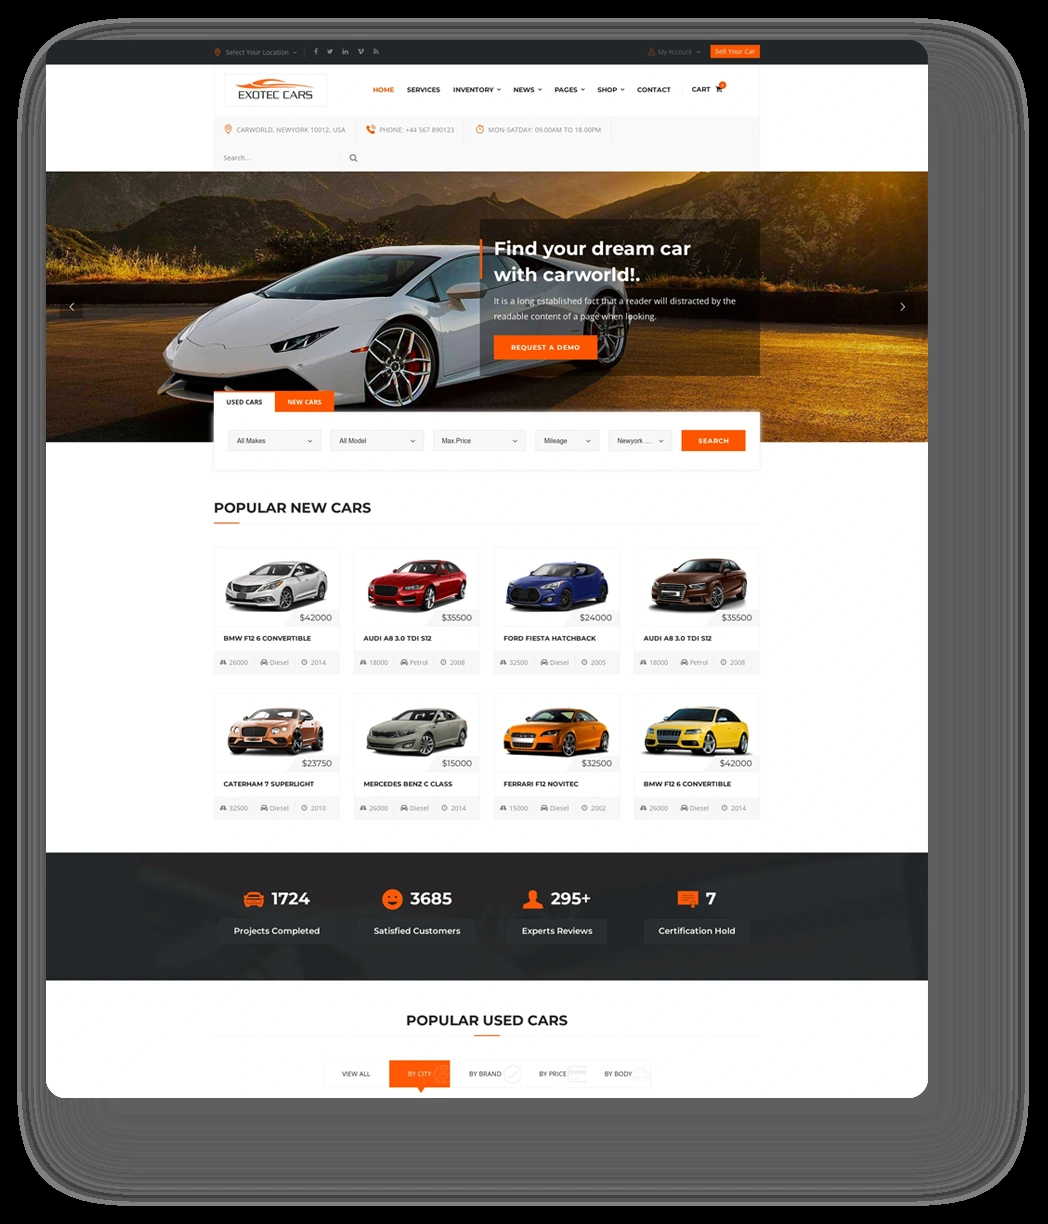 Select Your Location
My Account
Sell Your Car
EXOTEC CARS
HOME SERVICES INVENTORY NEWS PAGES SHOP CONTACT CART
CARWORLD, NEWYORK 10012, USA PHONE: +44 567 890123 MON-SATDAY: 09.00AM TO 18.00PM
Search...
Find your dream car
with carworld!.
It is a long established fact that a reader will distracted by the
readable content of a page when looking.
REQUEST A DEMO
USED CARS NEW CARS
All Makes All Model Max.Price Mileage Newyork ... SEARCH
POPULAR NEW CARS
$42000 $35500 $24000 $35500
BMW F12 6 CONVERTIBLE AUDI A8 3.0 TDI S12 FORD FIESTA HATCHBACK AUDI A8 3.0 TDI S12
26000 Diesel 2014 18000 Petrol 2008 32500 Diesel 2005 18000 Petrol 2008
$23750 $15000 $32500 $42000
CATERHAM 7 SUPERLIGHT MERCEDES BENZ C CLASS FERRARI F12 NOVITEC BMW F12 6 CONVERTIBLE
32500 Diesel 2010 26000 Diesel 2014 15000 Diesel 2002 26000 Diesel 2014
1724 3685 295+ 7
Projects Completed Satisfied Customers Experts Reviews Certification Hold
POPULAR USED CARS
VIEW ALL BY CITY BY BRAND BY PRICE BY BODY